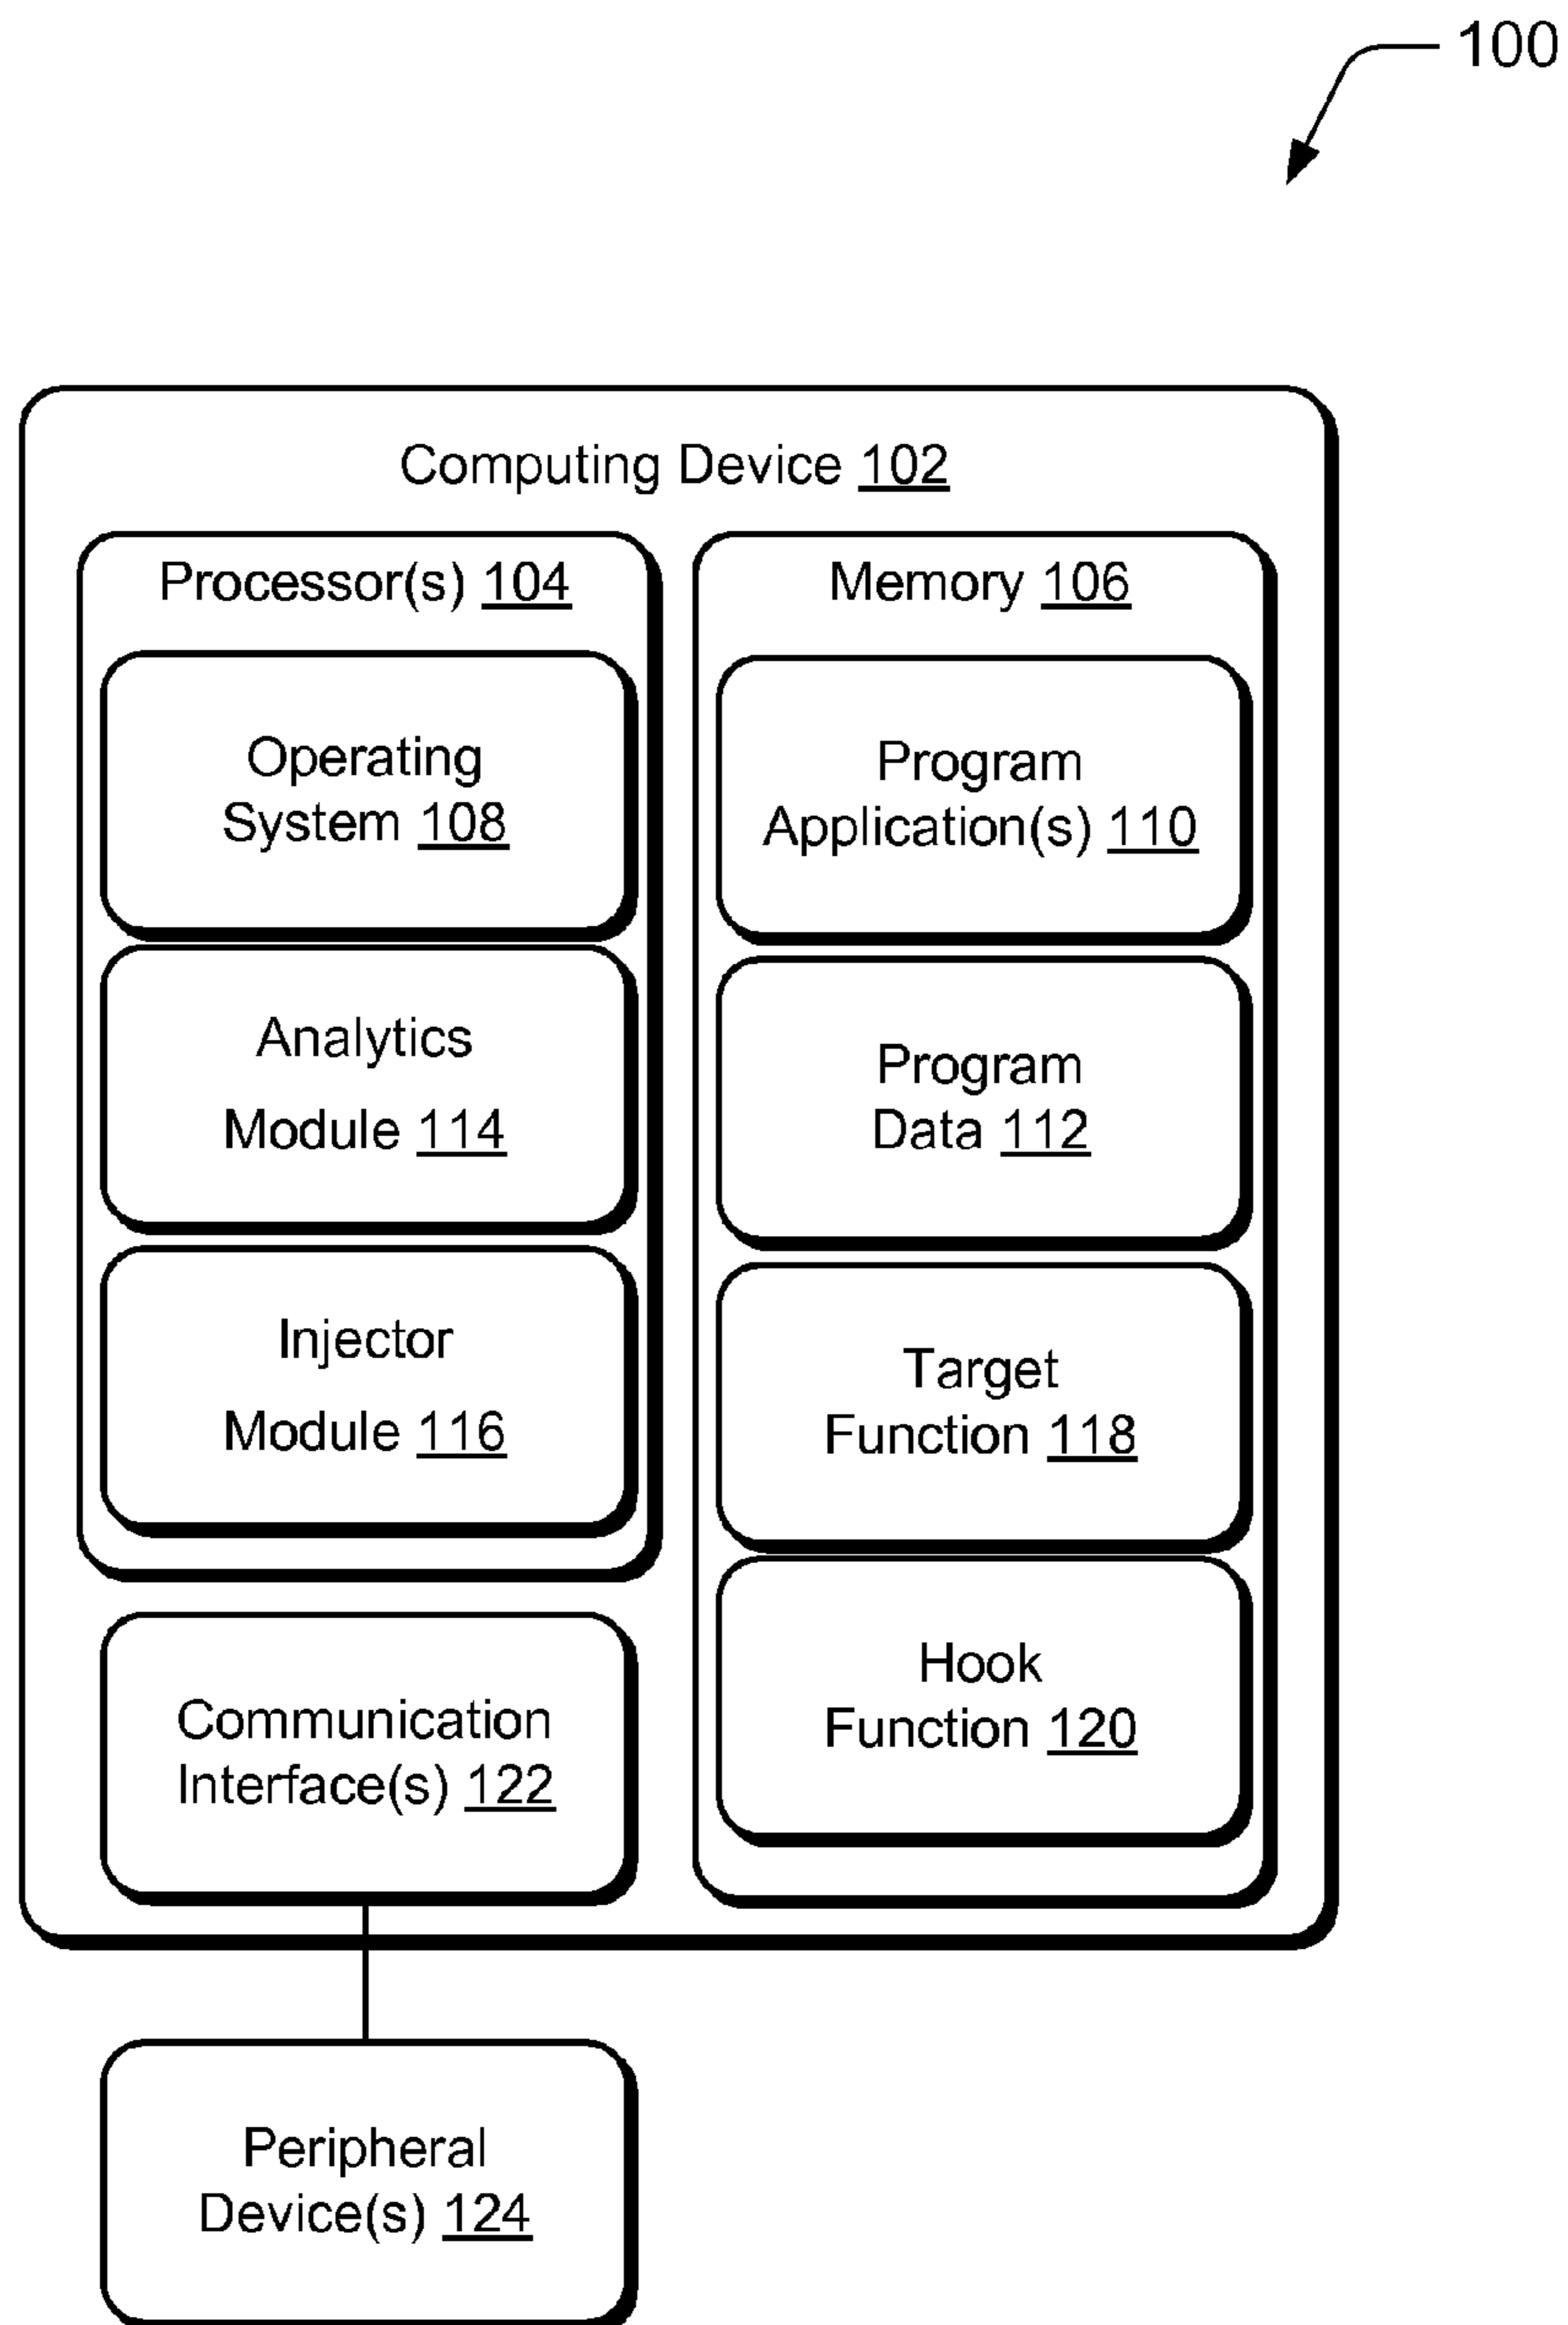 100
Computing Device 102
Processor(s) 104
Operating
System 108
Analytics
Module 114
Injector
Module 116
Communication
Interface(s) 122
Memory 106
Program
Application(s) 110
Program
Data 112
Target
Function 118
Hook
Function 120
Peripheral
Device(s) 124